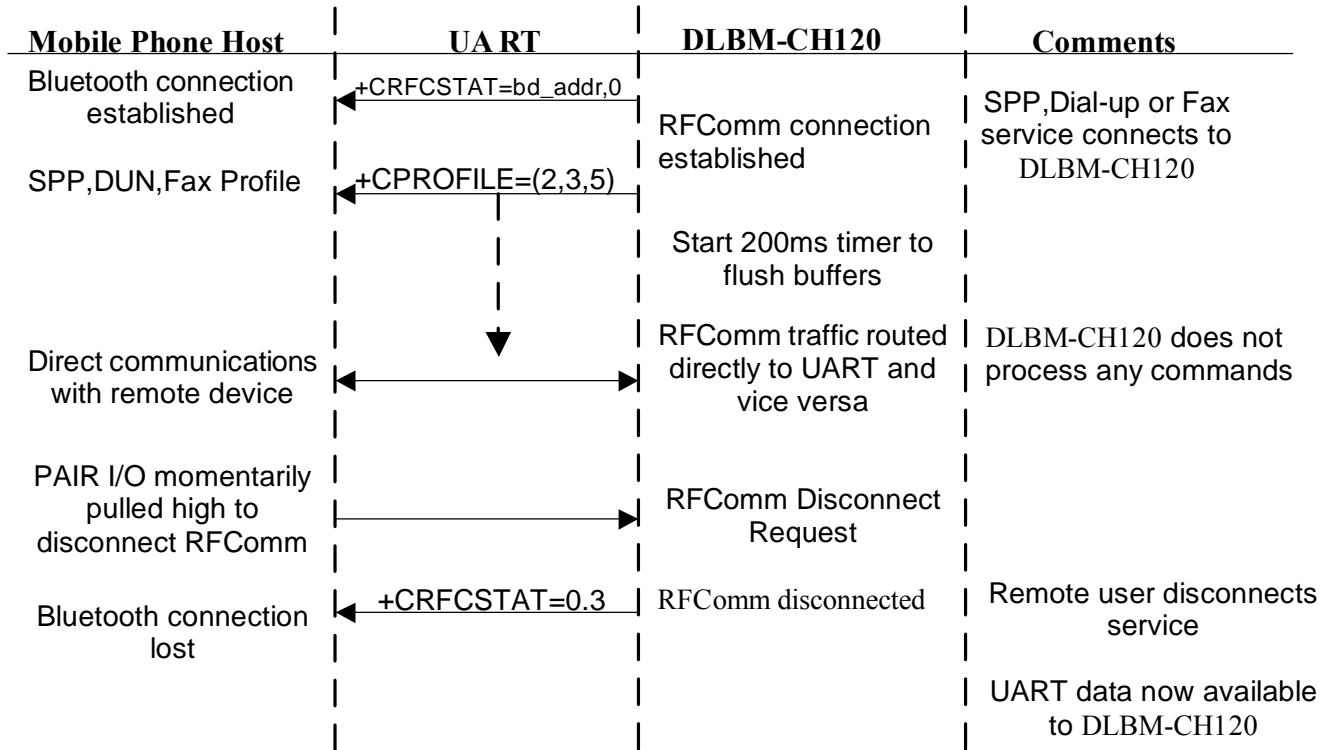 Mobile Phone Host UART DLBM-CH120 Comments
Bluetooth connection
established
+CRFCSTAT=bd_addr,0
RFComm connection
established
SPP,Dial-up or Fax
service connects to
DLBM-CH120
SPP,DUN,Fax Profile
+CPROFILE=(2,3,5)
Start 200ms timer to
flush buffers
Direct communications
with remote device
RFComm traffic routed
directly to UART and
vice versa
DLBM-CH120 does not
process any commands
PAIR I/O momentarily
pulled high to
disconnect RFComm
RFComm Disconnect
Request
Bluetooth connection
lost
+CRFCSTAT=0.3
RFComm disconnected
Remote user disconnects
service
UART data now available
to DLBM-CH120